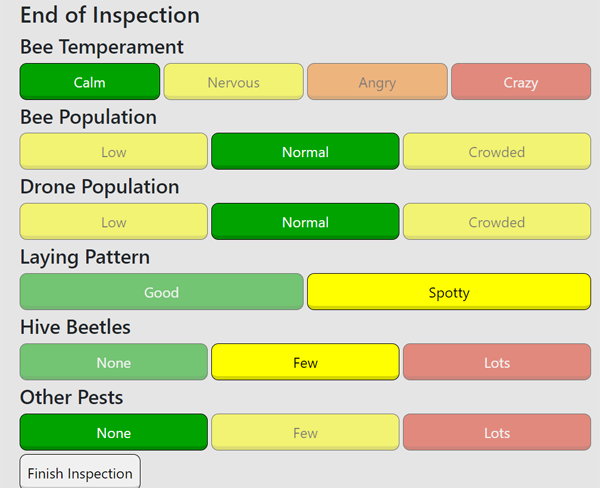 End of Inspection
Bee Temperament
Calm Nervous Angry Crazy
Bee Population
Low Normal Crowded
Drone Population
Low Normal Crowded
Laying Pattern
Good Spotty
Hive Beetles
None Few Lots
Other Pests
None Few Lots
Finish Inspection